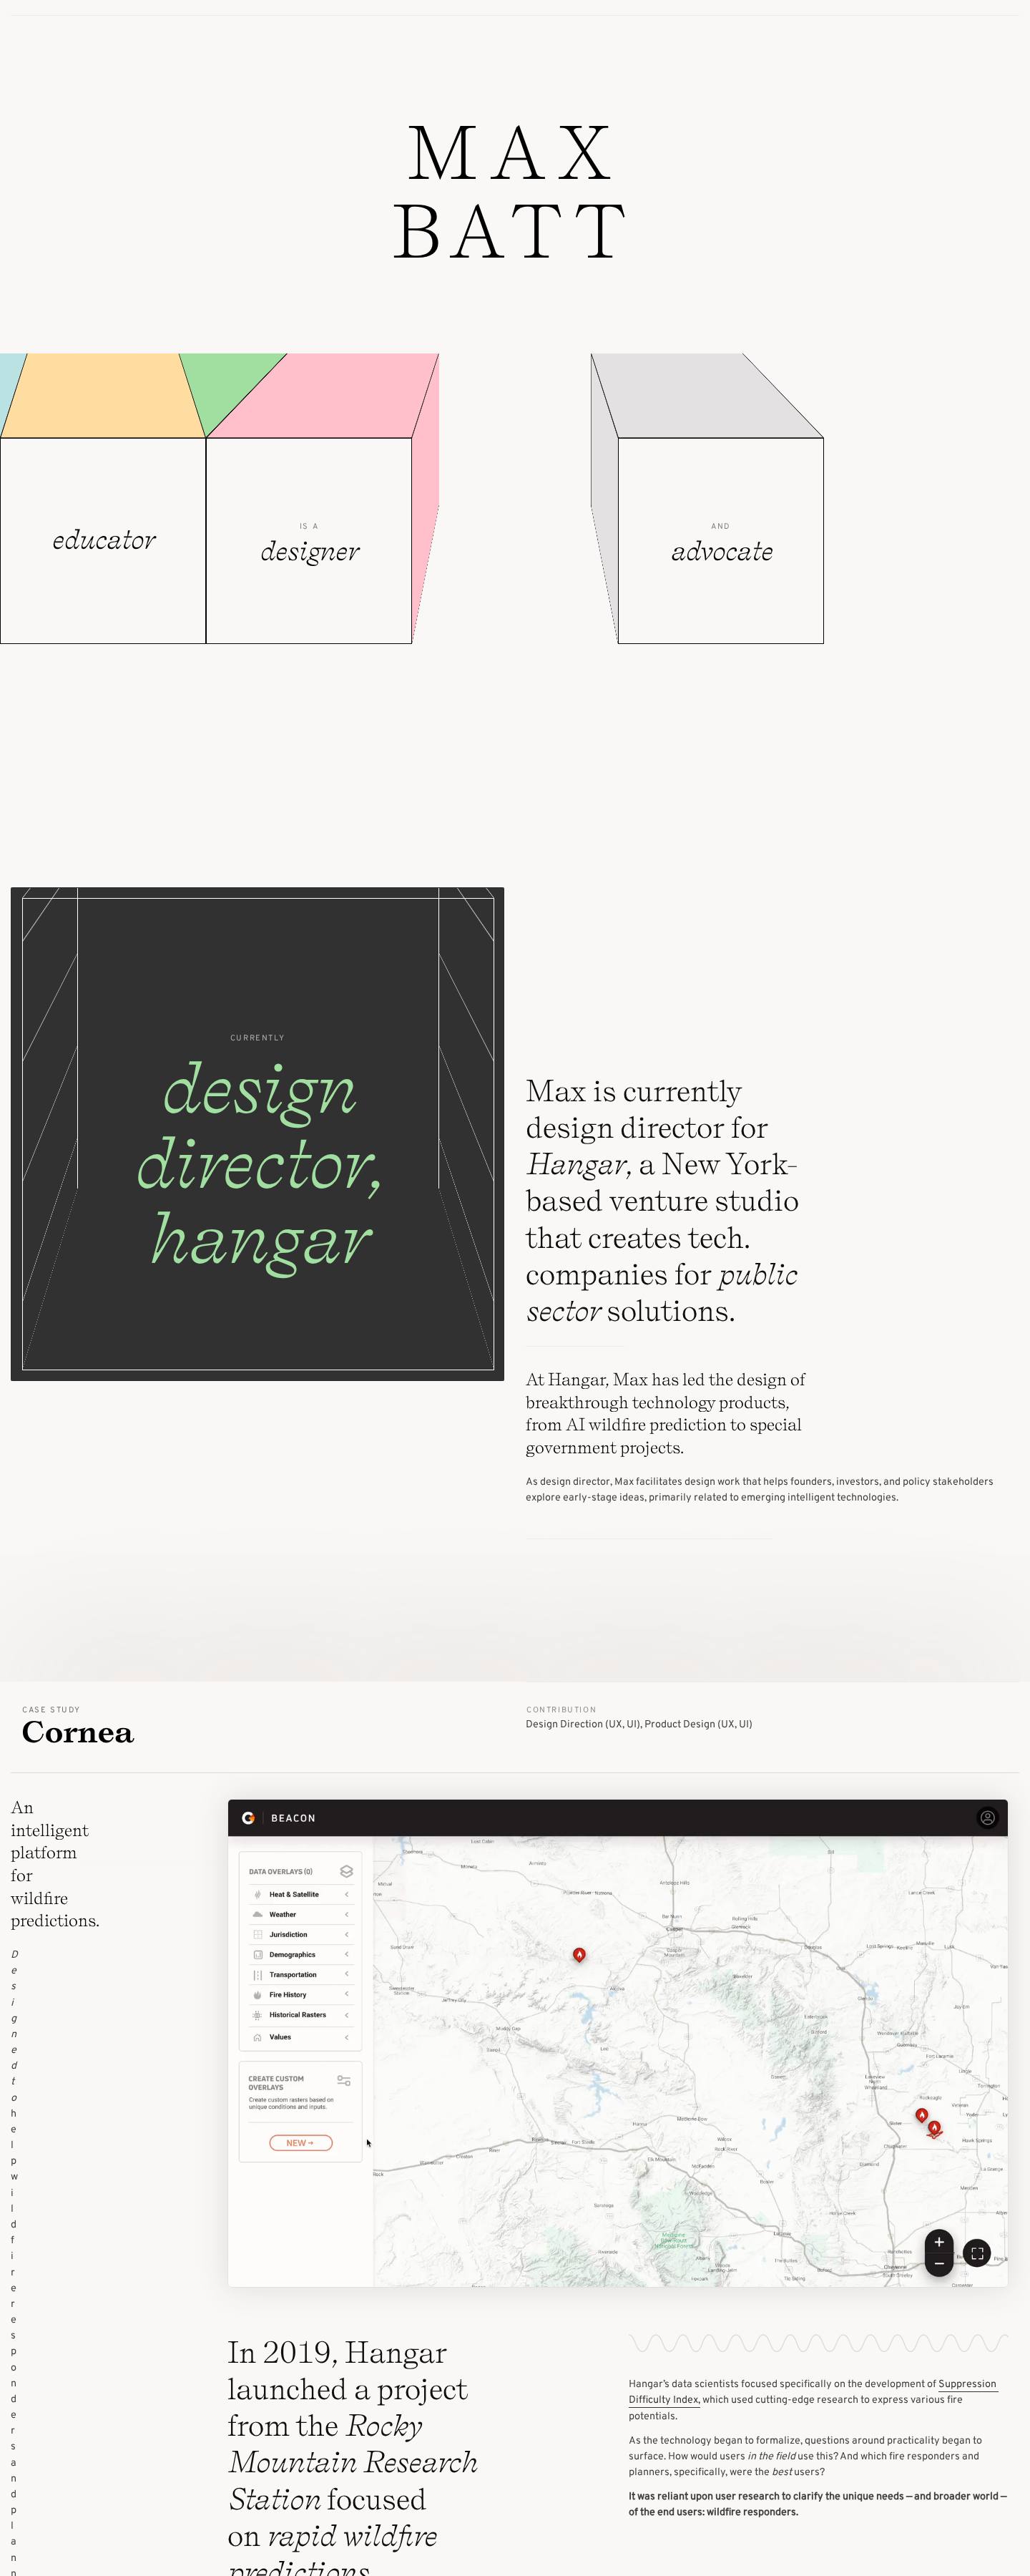 MAX
BATT
educator
IS A
designer
AND
advocate
CURRENTLY
design
director,
hangar
Max is currently
design director for
Hangar, a New York-
based venture studio
that creates tech.
companies for public
sector solutions.
At Hangar, Max has led the design of
breakthrough technology products,
from AI wildfire prediction to special
government projects.
As design director, Max facilitates design work that helps founders, investors, and policy stakeholders
explore early-stage ideas, primarily related to emerging intelligent technologies.
CASE STUDY
Cornea
CONTRIBUTION
Design Direction (UX, UI), Product Design (UX, UI)
An
intelligent
platform
for
wildfire
predictions.
D
e
s
i
g
n
e
d
t
o
h
e
l
p
w
i
l
d
f
i
r
e
r
e
s
p
o
n
d
e
r
s
a
n
d
p
l
a
n
n
BEACON
DATA OVERLAYS (0)
Heat & Satellite
Weather
Jurisdiction
Demographics
Transportation
Fire History
Historical Rasters
Values
CREATE CUSTOM
OVERLAYS
Create custom rasters based on
unique conditions and inputs.
NEW →
In 2019, Hangar
launched a project
from the Rocky
Mountain Research
Station focused
on rapid wildfire
predictions
Hangar's data scientists focused specifically on the development of Suppression
Difficulty Index, which used cutting-edge research to express various fire
potentials.
As the technology began to formalize, questions around practicality began to
surface. How would users in the field use this? And which fire responders and
planners, specifically, were the best users?
It was reliant upon user research to clarify the unique needs — and broader world —
of the end users: wildfire responders.